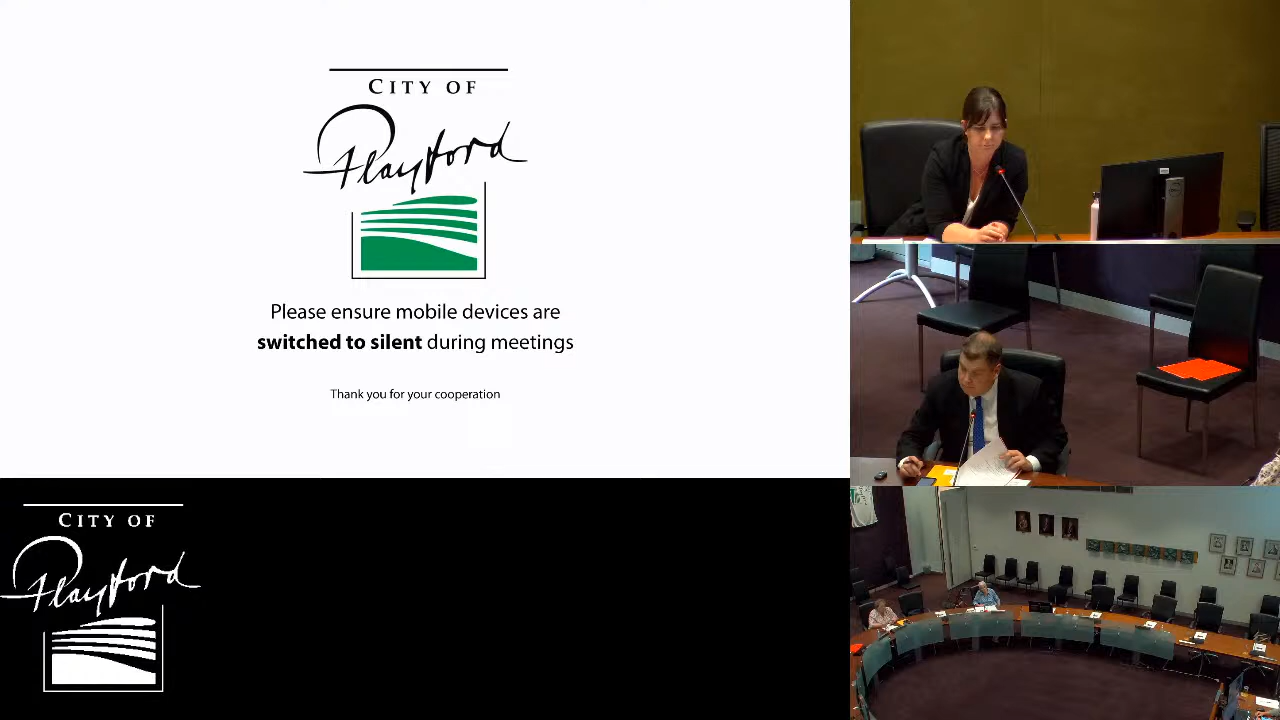 CITY OF
Playford
Please ensure mobile devices are
switched to silent during meetings
Thank you for your cooperation
CITY OF
Playford